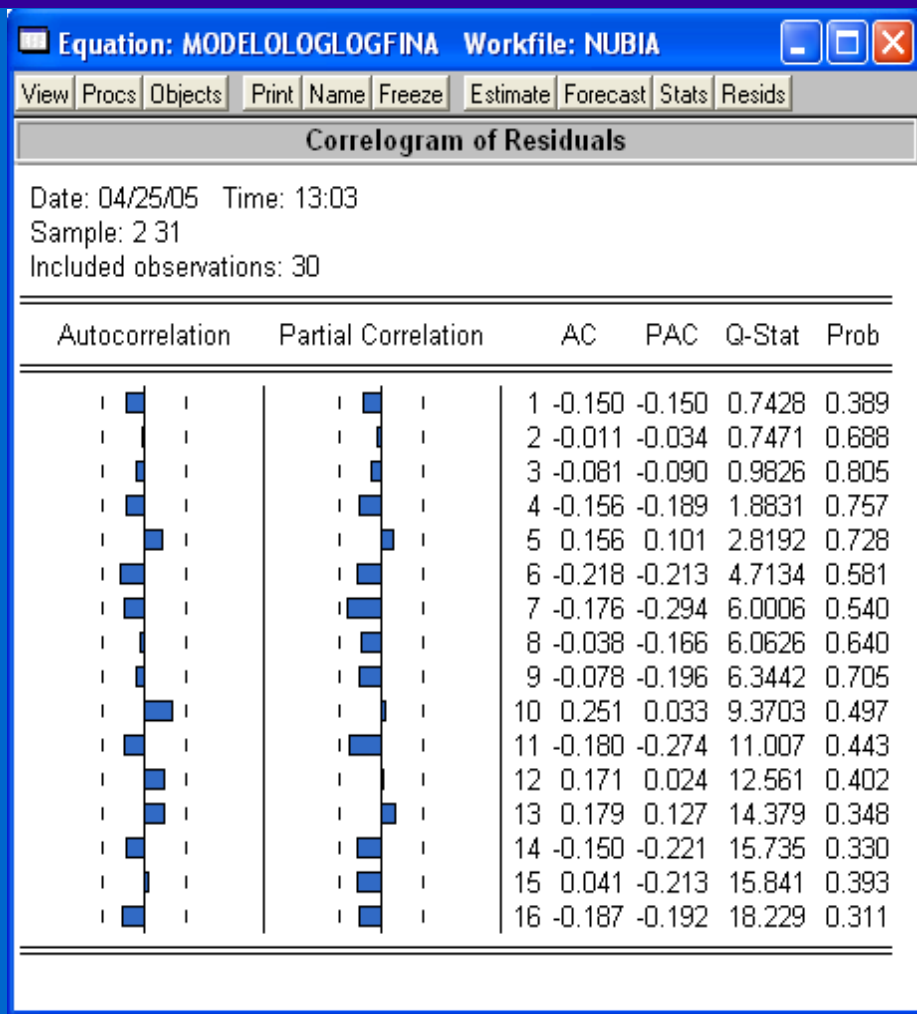 Equation: MODELOLOGLOGFINA Workfile: NUBIA
View Procs Objects Print Name Freeze Estimate Forecast Stats Resids
Correlogram of Residuals
Date: 04/25/05 Time: 13:03
Sample: 2 31
Included observations: 30
Autocorrelation Partial Correlation AC PAC Q-Stat Prob
1 -0.150 -0.150 0.7428 0.389
2 -0.011 -0.034 0.7471 0.688
3 -0.081 -0.090 0.9826 0.805
4 -0.156 -0.189 1.8831 0.757
5 0.156 0.101 2.8192 0.728
6 -0.218 -0.213 4.7134 0.581
7 -0.176 -0.294 6.0006 0.540
8 -0.038 -0.166 6.0626 0.640
9 -0.078 -0.196 6.3442 0.705
10 0.251 0.033 9.3703 0.497
11 -0.180 -0.274 11.007 0.443
12 0.171 0.024 12.561 0.402
13 0.179 0.127 14.379 0.348
14 -0.150 -0.221 15.735 0.330
15 0.041 -0.213 15.841 0.393
16 -0.187 -0.192 18.229 0.311